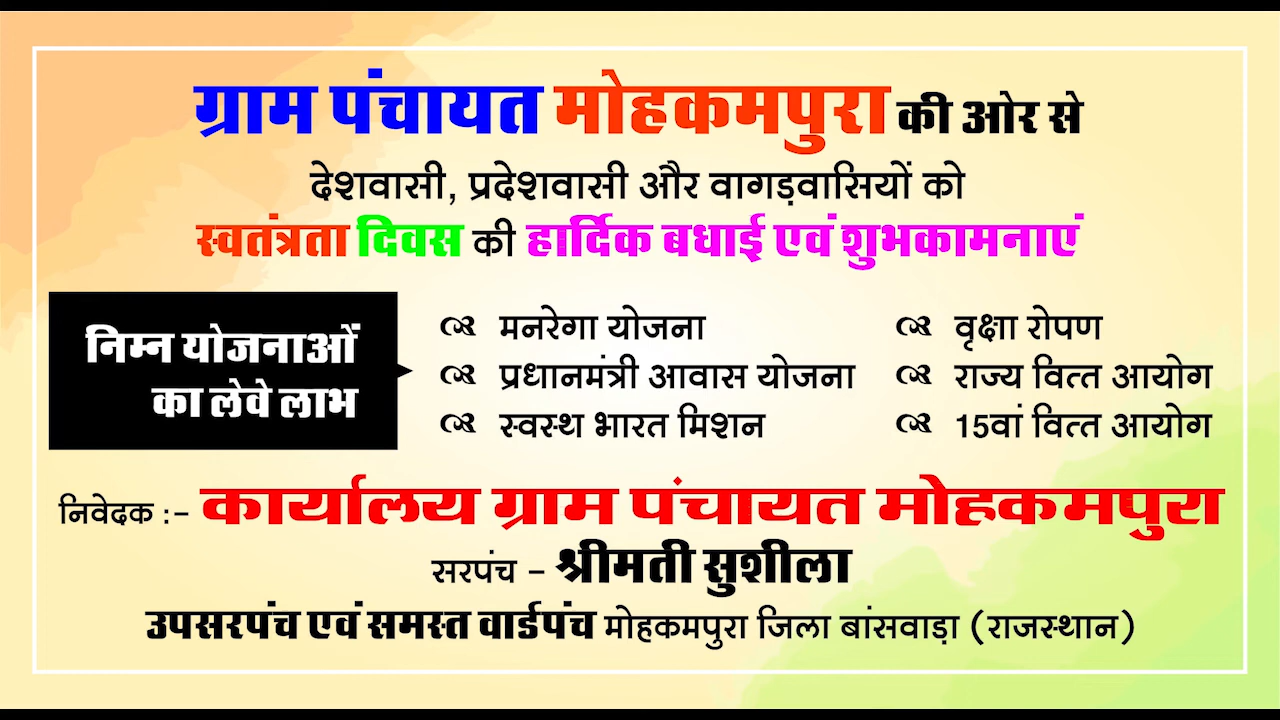 ग्राम पंचायत मोहकमपुरा की ओर से
देशवासी, प्रदेशवासी और वागड़वासियों को
स्वतंत्रता दिवस की हार्दिक बधाई एवं शुभकामनाएं
निम्न योजनाओं
का लेवे लाभ
मनरेगा योजना
प्रधानमंत्री आवास योजना
स्वस्थ भारत मिशन
वृक्षा रोपण
राज्य वित्त आयोग
15वां वित्त आयोग
निवेदक :- कार्यालय ग्राम पंचायत मोहकमपुरा
सरपंच - श्रीमती सुशीला
उपसरपंच एवं समस्त वार्डपंच मोहकमपुरा जिला बांसवाड़ा (राजस्थान)